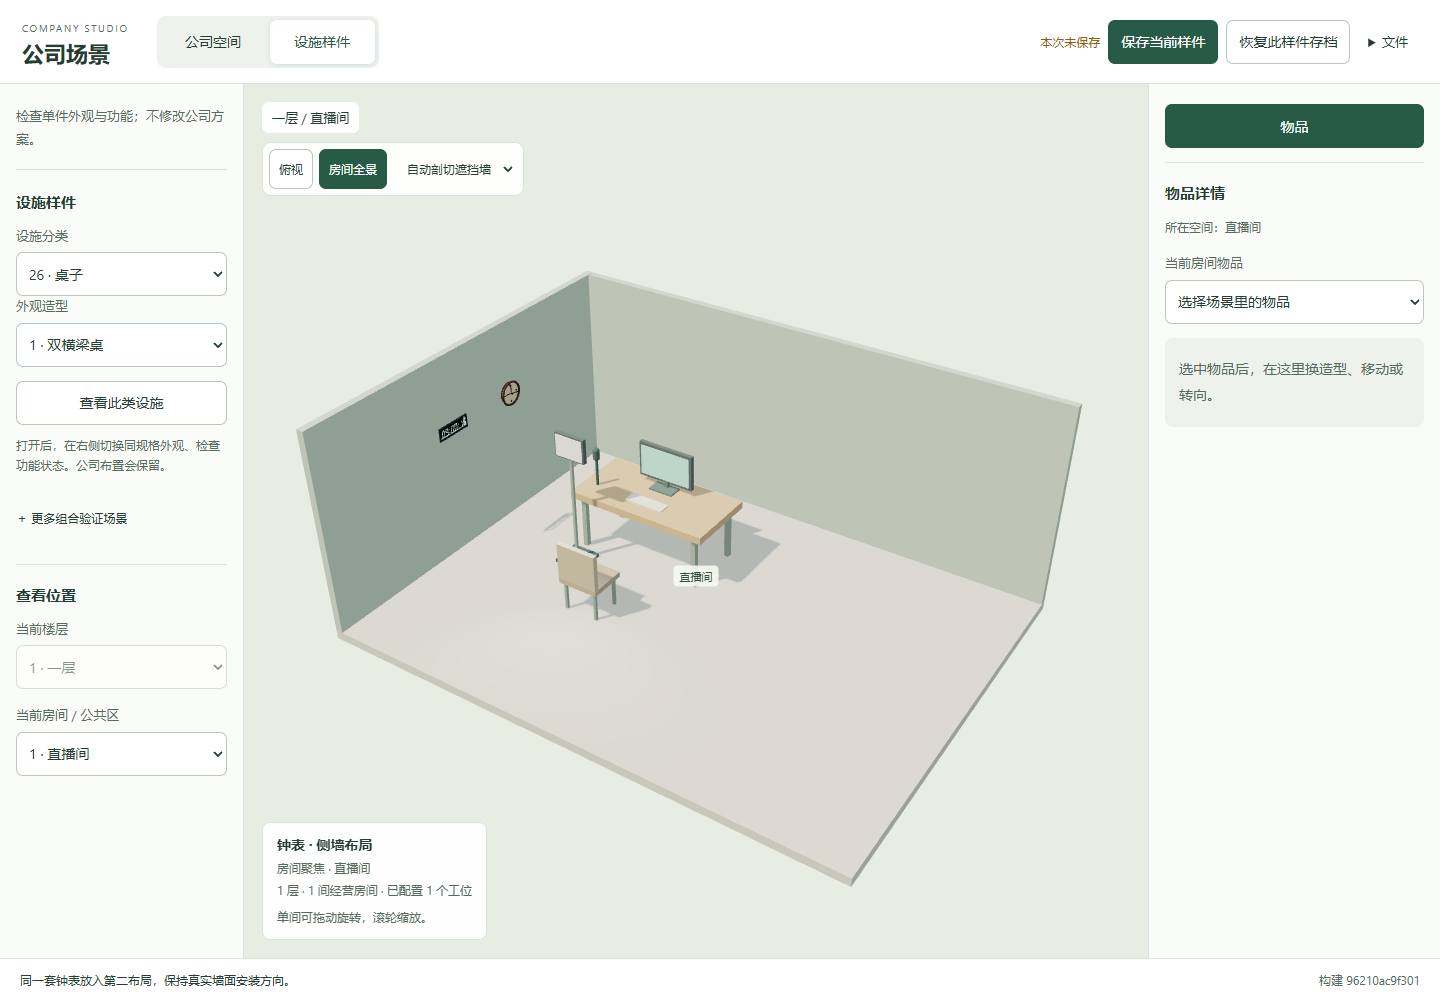 COMPANY STUDIO
公司场景
公司空间
设施样件
本次未保存
保存当前样件
恢复此样件存档
▶ 文件
检查单件外观与功能；不修改公司方
案。
设施样件
设施分类
26 · 桌子
外观造型
1 · 双横梁桌
查看此类设施
打开后，在右侧切换同规格外观、检查
功能状态。公司布置会保留。
+ 更多组合验证场景
查看位置
当前楼层
1 · 一层
当前房间 / 公共区
1 · 直播间
一层 / 直播间
俯视
房间全景
自动剖切遮挡墙
直播间
钟表 · 侧墙布局
房间聚焦 · 直播间
1 层 · 1 间经营房间 · 已配置 1 个工位
单间可拖动旋转，滚轮缩放。
物品
物品详情
所在空间：直播间
当前房间物品
选择场景里的物品
选中物品后，在这里换造型、移动或
转向。
同一套钟表放入第二布局，保持真实墙面安装方向。
构建 96210ac9f301